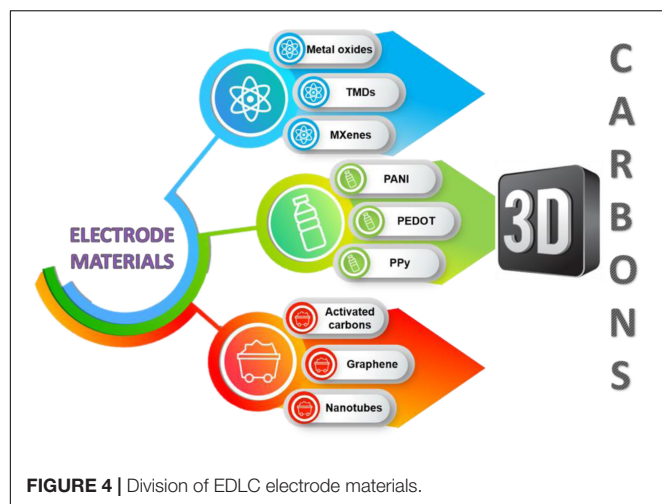 Metal oxides
TMDs
MXenes
PANI
PEDOT
PPy
ELECTRODE
MATERIALS
Activated
carbons
Graphene
Nanotubes
3D
CARBONS
FIGURE 4 | Division of EDLC electrode materials.